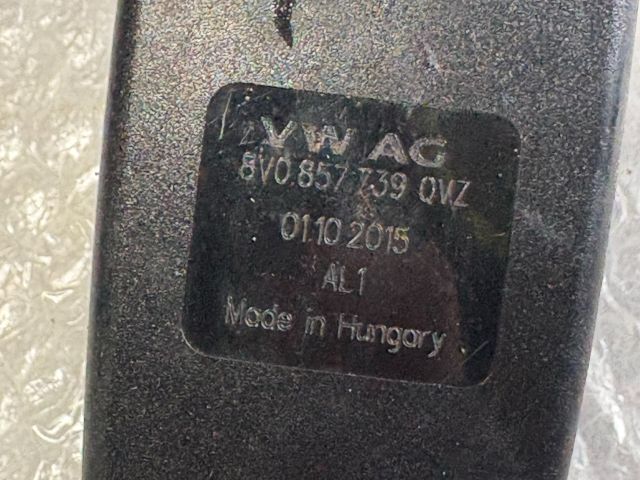 VW AG
8V0.857.739 QVZ
01.10.2015
AL1
Made in Hungary